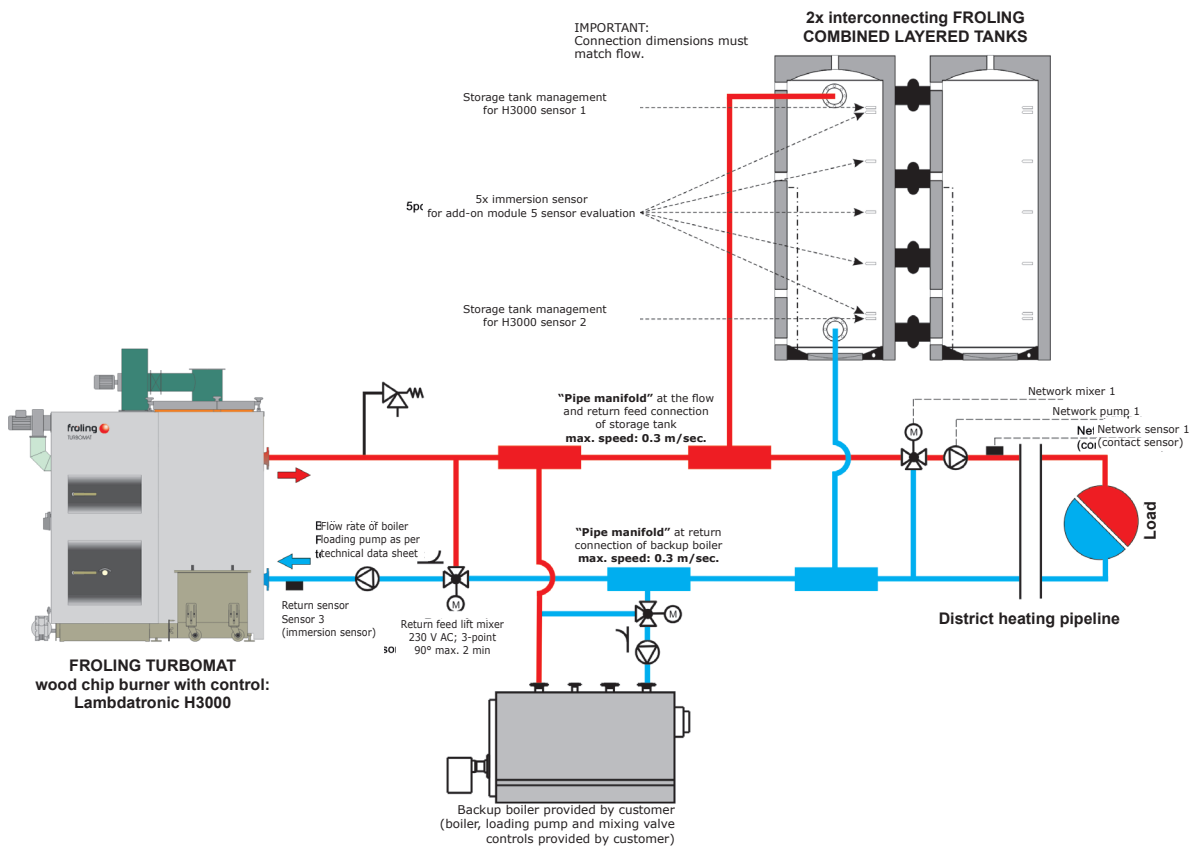 2x interconnecting FROLING
COMBINED LAYERED TANKS
IMPORTANT:
Connection dimensions must
match flow.
Storage tank management
for H3000 sensor 1
5x immersion sensor
for add-on module 5 sensor evaluation
Storage tank management
for H3000 sensor 2
"Pipe manifold" at the flow
and return feed connection
of storage tank
max. speed: 0.3 m/sec.
Network mixer 1
M
Network pump 1
Network sensor 1
(contact sensor)
froling
TURBOMAT
Flow rate of boiler
loading pump as per
technical data sheet
"Pipe manifold" at return
connection of backup boiler
max. speed: 0.3 m/sec.
Load
Return sensor
Sensor 3
(immersion sensor)
M
Return feed lift mixer
230 V AC; 3-point
90° max. 2 min
M
District heating pipeline
FROLING TURBOMAT
wood chip burner with control:
Lambdatronic H3000
Backup boiler provided by customer
(boiler, loading pump and mixing valve
controls provided by customer)